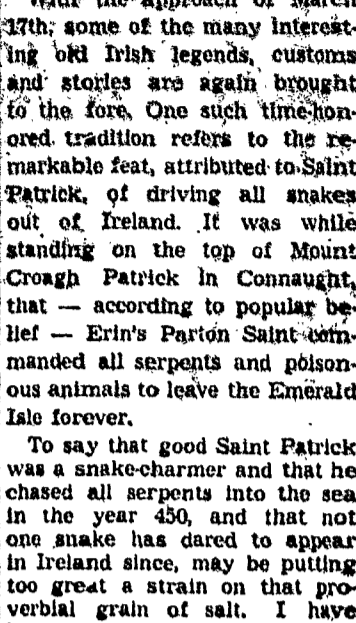 With the approach of March
17th, some of the many interest-
ing old Irish legends, customs
and stories are again brought
to the fore. One such time-hon-
ored tradition refers to the re-
markable feat, attributed to Saint
Patrick, of driving all snakes
out of Ireland. It was while
standing on the top of Mount
Croagh Patrick in Connaught,
that — according to popular be-
lief — Erin's Parton Saint com-
manded all serpents and poison-
ous animals to leave the Emerald
Isle forever.
To say that good Saint Patrick
was a snake-charmer and that he
chased all serpents into the sea
in the year 450, and that not
one snake has dared to appear
in Ireland since, may be putting
too great a strain on that pro-
verbial grain of salt. I have